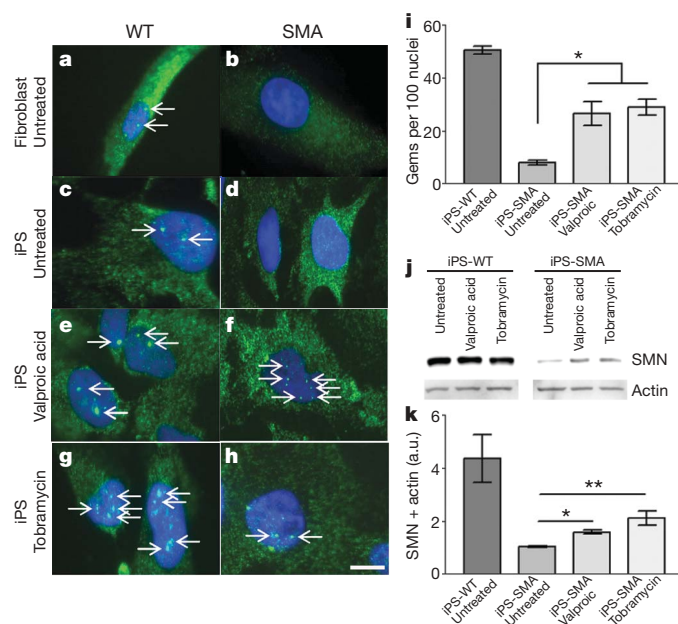 WT
SMA
a
b
Fibroblast
Untreated
c
d
iPS
Untreated
e
f
iPS
Valproic acid
g
h
iPS
Tobramycin
i
Gems per 100 nuclei
60
40
20
0
*
iPS-WT
Untreated
iPS-SMA
Untreated
iPS-SMA
Valproic
iPS-SMA
Tobramycin
j
iPS-WT
iPS-SMA
Untreated
Valproic acid
Tobramycin
Untreated
Valproic acid
Tobramycin
SMN
Actin
k
SMN + actin (a.u.)
6
4
2
0
*
**
iPS-WT
Untreated
iPS-SMA
Untreated
iPS-SMA
Valproic
iPS-SMA
Tobramycin